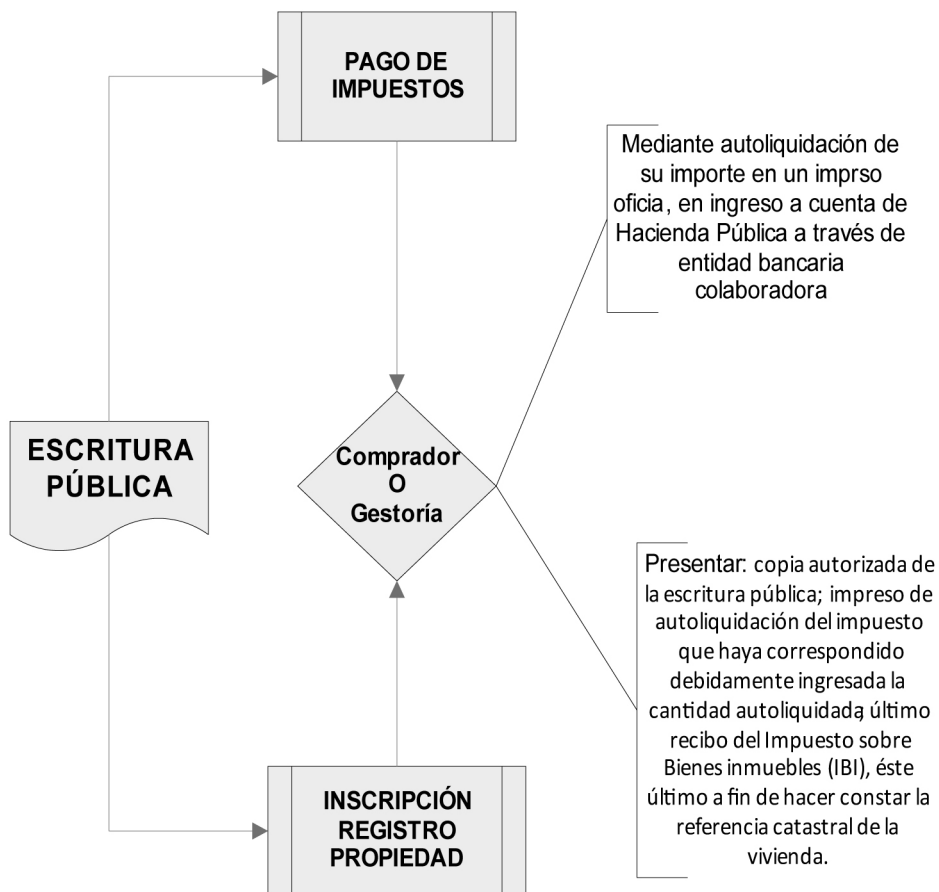 PAGO DE
IMPUESTOS
Mediante autoliquidación de
su importe en un imprso
oficia, en ingreso a cuenta de
Hacienda Pública a través de
entidad bancaria
colaboradora
ESCRITURA
PÚBLICA
Comprador
O
Gestoría
Presentar: copia autorizada de
la escritura pública; impreso de
autoliquidación del impuesto
que haya correspondido
debidamente ingresada la
cantidad autoliquidada; último
recibo del Impuesto sobre
Bienes inmuebles (IBI), éste
último a fin de hacer constar la
referencia catastral de la
vivienda.
INSCRIPCIÓN
REGISTRO
PROPIEDAD